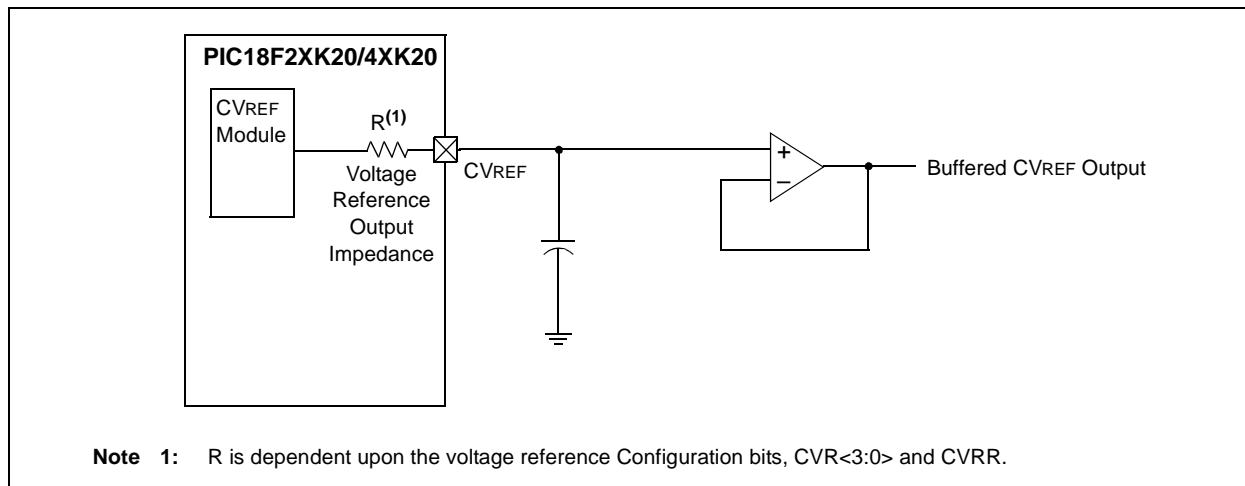 PIC18F2XK20/4XK20
CVREF
Module
R(1)
Voltage
Reference
Output
Impedance
CVREF
+
–
Buffered CVREF Output
Note 1: R is dependent upon the voltage reference Configuration bits, CVR<3:0> and CVRR.